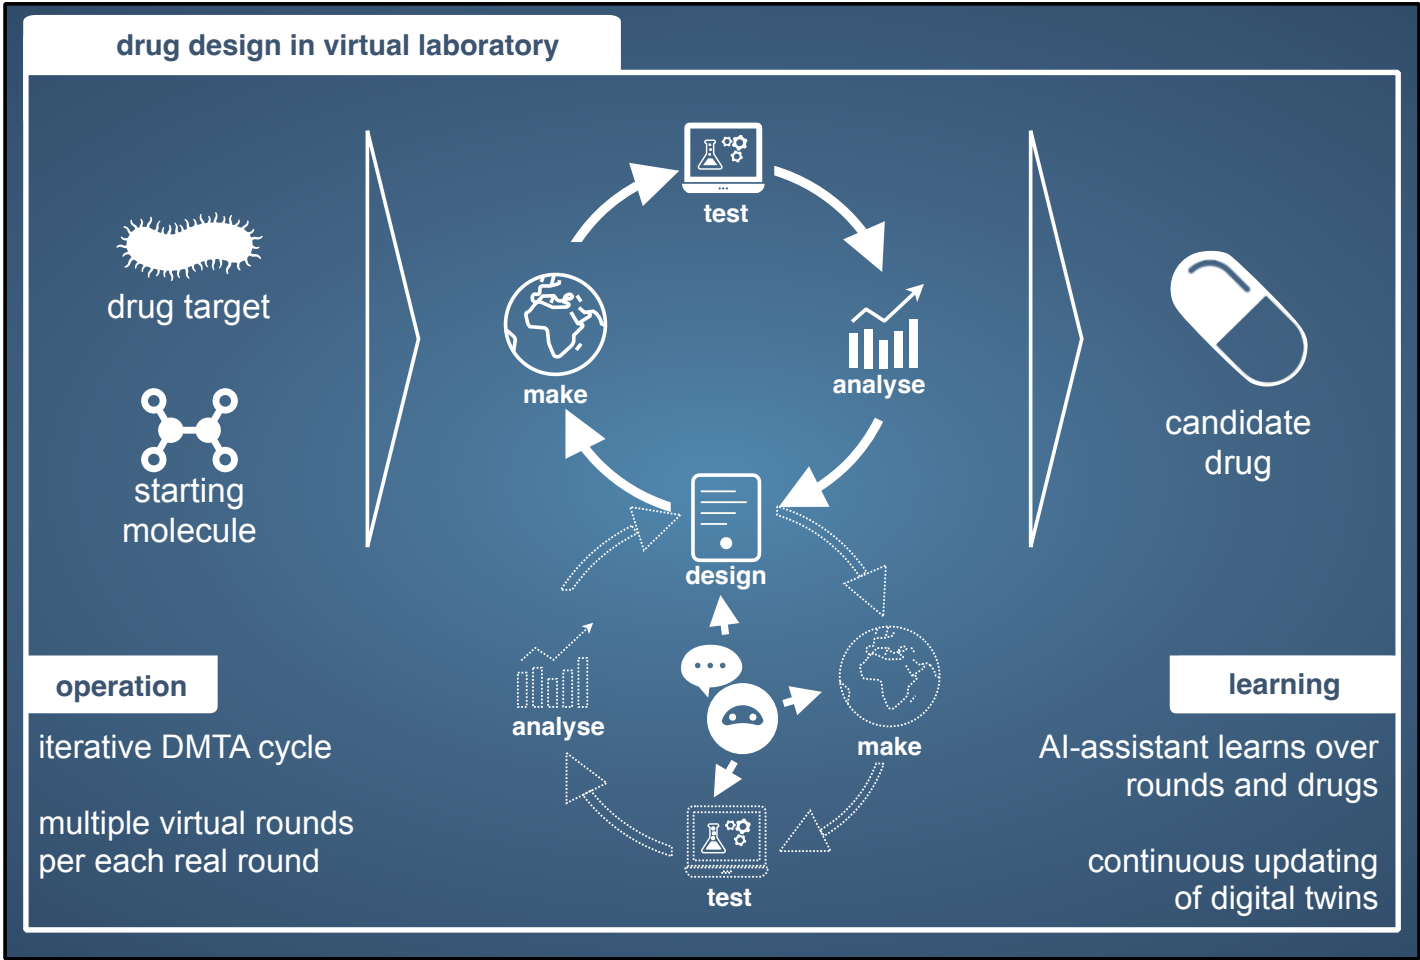 drug design in virtual laboratory
drug target
starting
molecule
test
make
analyse
design
candidate
drug
analyse
make
test
operation
iterative DMTA cycle
multiple virtual rounds
per each real round
learning
AI-assistant learns over
rounds and drugs
continuous updating
of digital twins